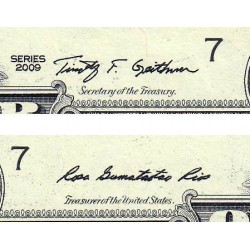 SERIES
2009
Timothy F. Geithner
7
Secretary of the Treasury.
7
Rosa Gumataotao Rios
Treasurer of the United States.